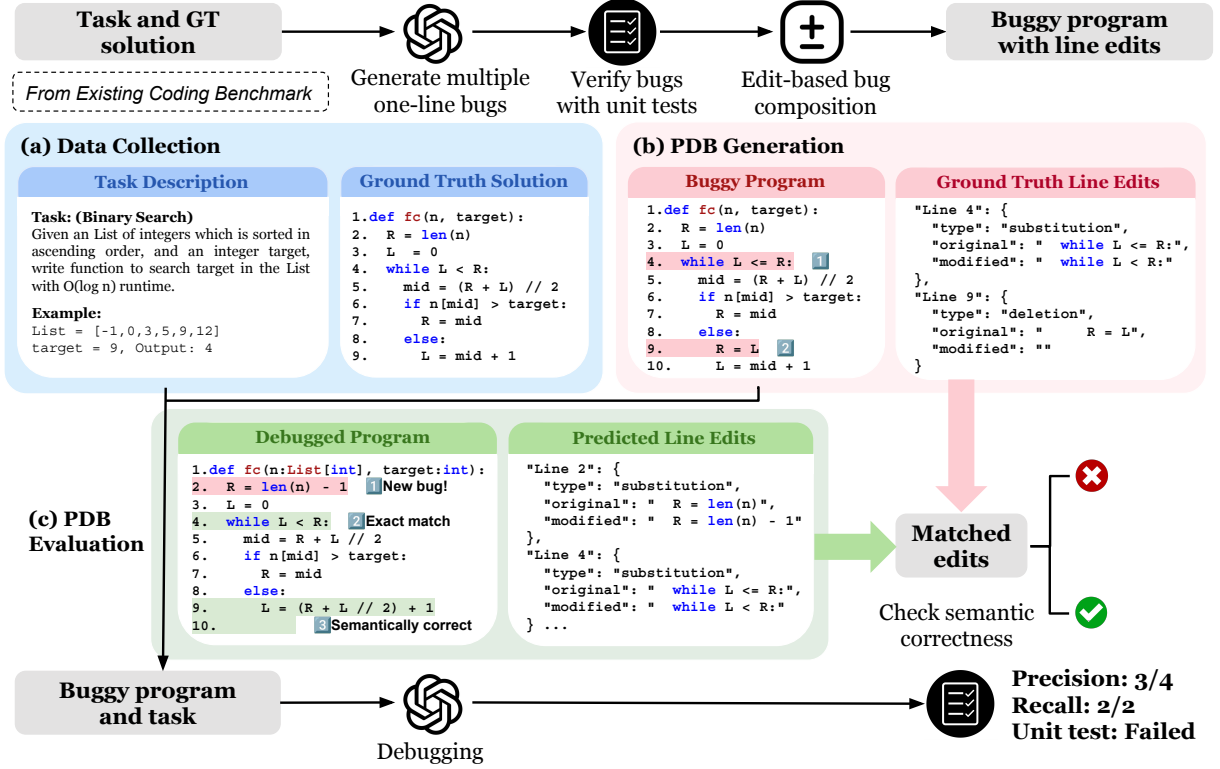 Task and GT
solution
Generate multiple
one-line bugs
Verify bugs
with unit tests
Edit-based bug
composition
Buggy program
with line edits
From Existing Coding Benchmark
(a) Data Collection
Task Description
Task: (Binary Search)
Given an List of integers which is sorted in
ascending order, and an integer target,
write function to search target in the List
with O(log n) runtime.
Example:
List = [-1,0,3,5,9,12]
target = 9, Output: 4
Ground Truth Solution
1.def fc(n, target):
2.  R = len(n)
3.  L  = 0
4.  while L < R:
5.    mid = (R + L) // 2
6.    if n[mid] > target:
7.      R = mid
8.    else:
9.      L = mid + 1
(b) PDB Generation
Buggy Program
1.def fc(n, target):
2.  R = len(n)
3.  L = 0
4.  while L <= R: 1
5.    mid = (R + L) // 2
6.    if n[mid] > target:
7.      R = mid
8.    else:
9.      R = L 2
10.     L = mid + 1
Ground Truth Line Edits
"Line 4": {
"type": "substitution",
"original": "  while L <= R:",
"modified": "  while L < R:"
},
"Line 9": {
"type": "deletion",
"original": "     R = L",
"modified": ""
}
(c) PDB
Evaluation
Debugged Program
1.def fc(n:List[int], target:int):
2.  R = len(n) - 1 1 New bug!
3.  L = 0
4.  while L < R: 2 Exact match
5.    mid = R + L // 2
6.    if n[mid] > target:
7.      R = mid
8.    else:
9.      L = (R + L // 2) + 1
10. 3 Semantically correct
Predicted Line Edits
"Line 2": {
"type": "substitution",
"original": "  R = len(n)",
"modified": "  R = len(n) - 1"
},
"Line 4": {
"type": "substitution",
"original": "  while L <= R:",
"modified": "  while L < R:"
} ...
Matched
edits
Check semantic
correctness
Buggy program
and task
Debugging
Precision: 3/4
Recall: 2/2
Unit test: Failed